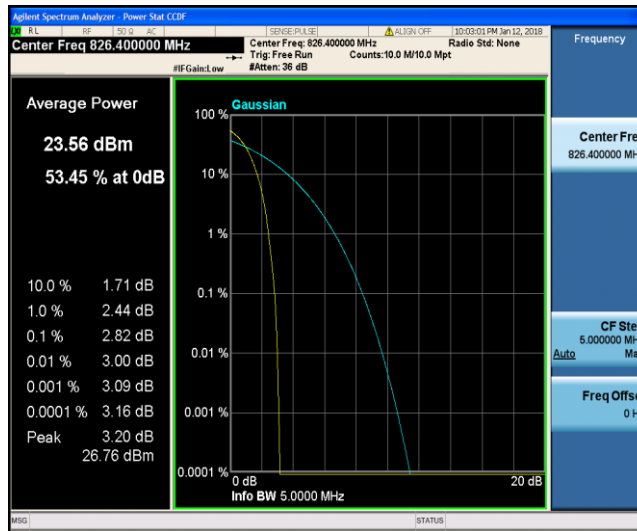 Agilent Spectrum Analyzer - Power Stat CCDF
RL RF 50 Ω AC SENSE:PULSE ALIGN OFF 10:03:01 PM Jan 12, 2018
Center Freq 826.400000 MHz
Center Freq: 826.400000 MHz Radio Std: None
Trig: Free Run Counts:10.0 M/10.0 Mpt
#IFGain:Low #Atten: 36 dB
Frequency
Average Power
23.56 dBm
53.45 % at 0dB
10.0 % 1.71 dB
1.0 % 2.44 dB
0.1 % 2.82 dB
0.01 % 3.00 dB
0.001 % 3.09 dB
0.0001 % 3.16 dB
Peak 3.20 dB
26.76 dBm
Gaussian
100 %
10 %
1 %
0.1 %
0.01 %
0.001 %
0.0001 %
0 dB 20 dB
Info BW 5.0000 MHz
Center Fre
826.400000 MH
CF Ste
5.000000 MH
Auto Ma
Freq Offse
0 H
MSG STATUS